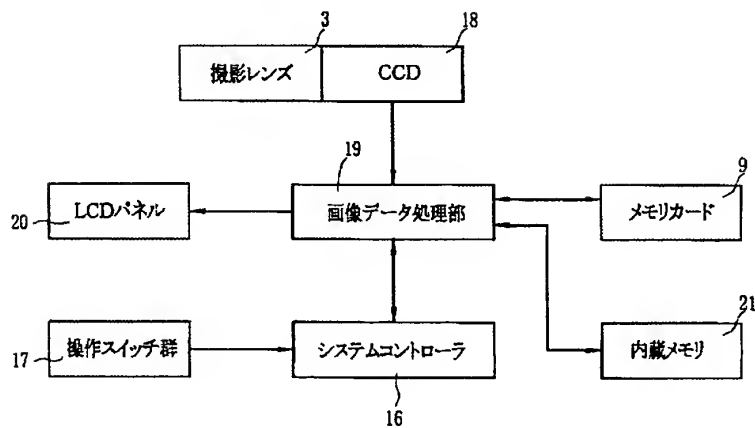 3
18
撮影レンズ
CCD
19
9
LCDパネル
画像データ処理部
メモリカード
20
21
操作スイッチ群
システムコントローラ
内蔵メモリ
17
16